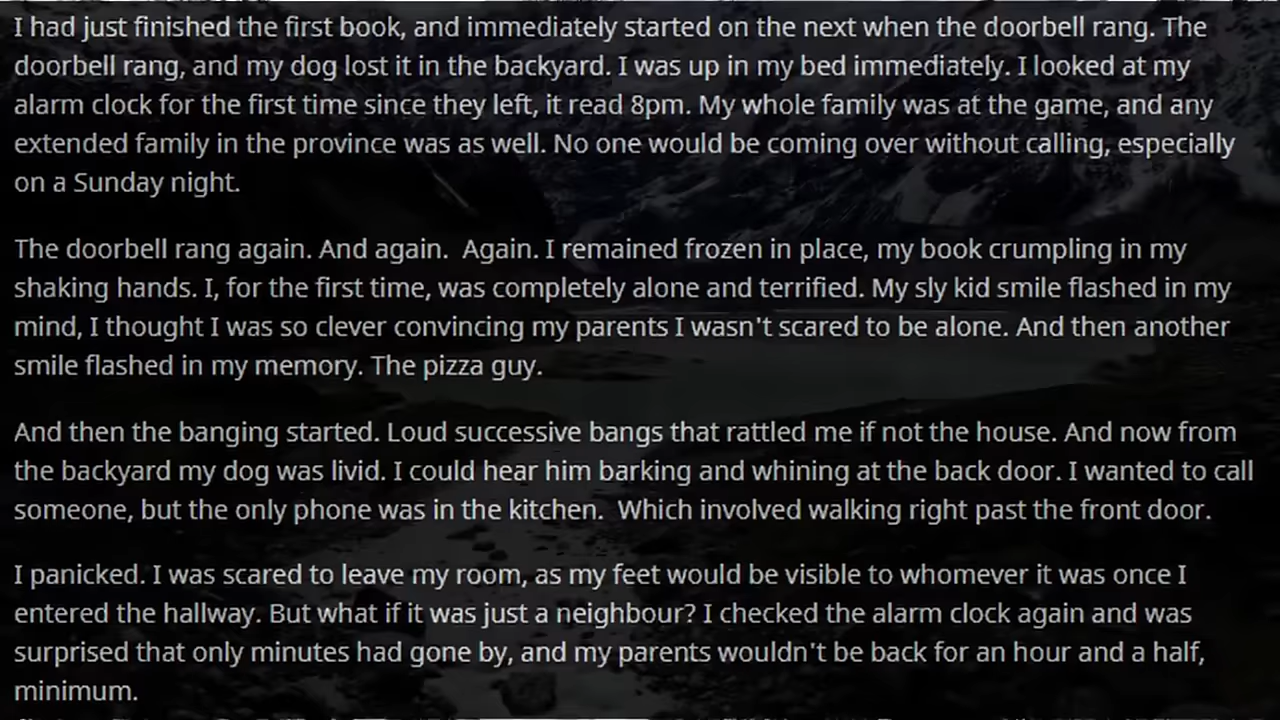 I had just finished the first book, and immediately started on the next when the doorbell rang. The
doorbell rang, and my dog lost it in the backyard. I was up in my bed immediately. I looked at my
alarm clock for the first time since they left, it read 8pm. My whole family was at the game, and any
extended family in the province was as well. No one would be coming over without calling, especially
on a Sunday night.
The doorbell rang again. And again.  Again. I remained frozen in place, my book crumpling in my
shaking hands. I, for the first time, was completely alone and terrified. My sly kid smile flashed in my
mind, I thought I was so clever convincing my parents I wasn't scared to be alone. And then another
smile flashed in my memory. The pizza guy.
And then the banging started. Loud successive bangs that rattled me if not the house. And now from
the backyard my dog was livid. I could hear him barking and whining at the back door. I wanted to call
someone, but the only phone was in the kitchen.  Which involved walking right past the front door.
I panicked. I was scared to leave my room, as my feet would be visible to whomever it was once I
entered the hallway. But what if it was just a neighbour? I checked the alarm clock again and was
surprised that only minutes had gone by, and my parents wouldn't be back for an hour and a half,
minimum.